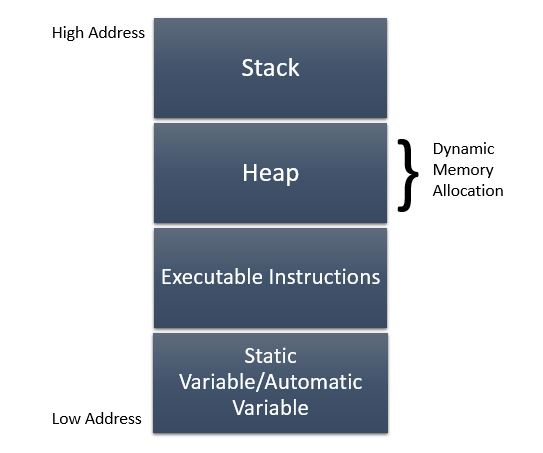 High Address
Stack
Heap
Dynamic
Memory
Allocation
Executable Instructions
Static
Variable/Automatic
Variable
Low Address